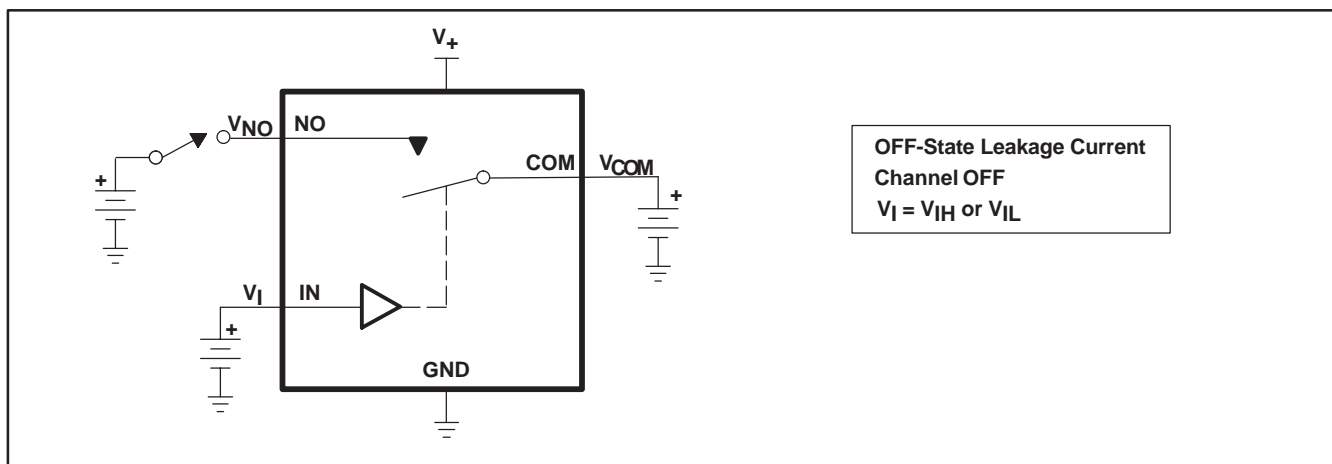 V+
VNO NO
COM VCOM
OFF-State Leakage Current
Channel OFF
VI = VIH or VIL
+
+
VI IN
+
GND